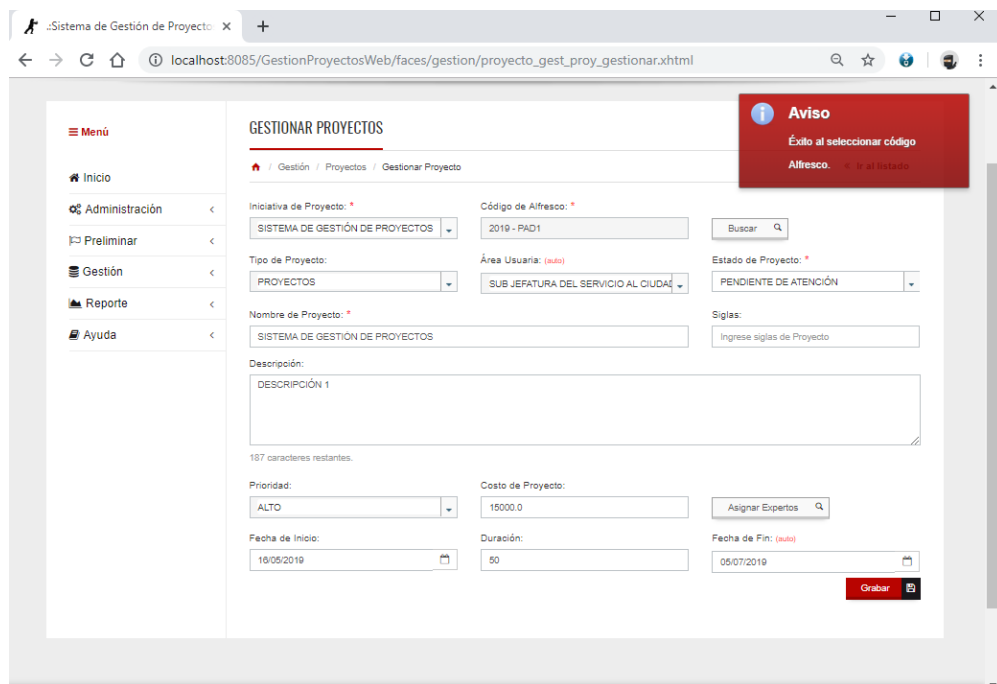 .:Sistema de Gestión de Proyecto
localhost:8085/GestionProyectosWeb/faces/gestion/proyecto_gest_proy_gestionar.xhtml
Menú
Inicio
Administración
Preliminar
Gestión
Reporte
Ayuda
GESTIONAR PROYECTOS
Aviso
Éxito al seleccionar código
Alfresco.
/ Gestión / Proyectos / Gestionar Proyecto
Ir al listado
Iniciativa de Proyecto: * Código de Alfresco: *
SISTEMA DE GESTIÓN DE PROYECTOS 2019 - PAD1 Buscar
Tipo de Proyecto: Área Usuaria: (auto) Estado de Proyecto: *
PROYECTOS SUB JEFATURA DEL SERVICIO AL CIUDAD PENDIENTE DE ATENCIÓN
Nombre de Proyecto: * Siglas:
SISTEMA DE GESTIÓN DE PROYECTOS Ingrese siglas de Proyecto
Descripción:
DESCRIPCIÓN 1
187 caracteres restantes.
Prioridad: Costo de Proyecto:
ALTO 15000.0 Asignar Expertos
Fecha de Inicio: Duración: Fecha de Fin: (auto)
16/05/2019 50 05/07/2019
Grabar